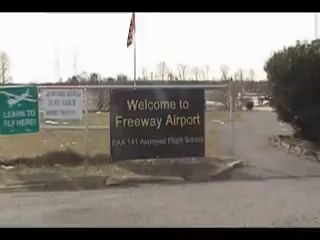 LEARN TO
FLY HERE!
Welcome to
Freeway Airport
FAA 141 Approved Flight School